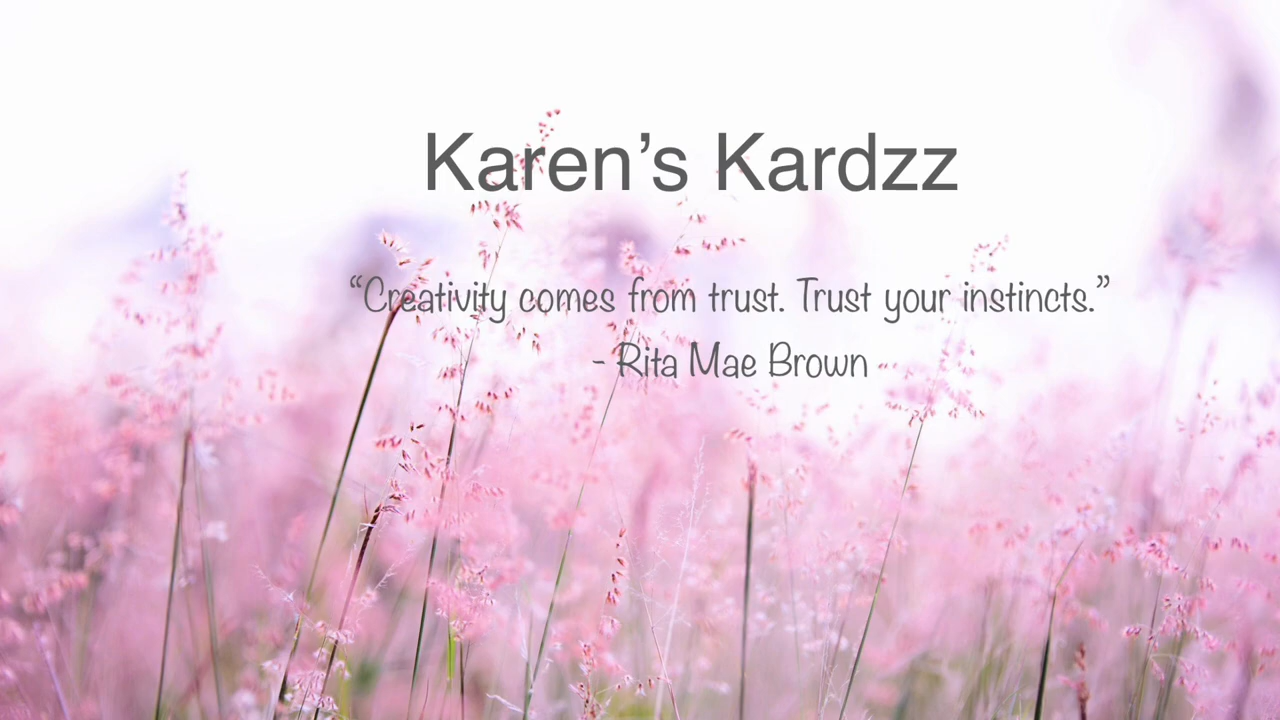 Karen’s Kardzz
“Creativity comes from trust. Trust your instincts.”
- Rita Mae Brown